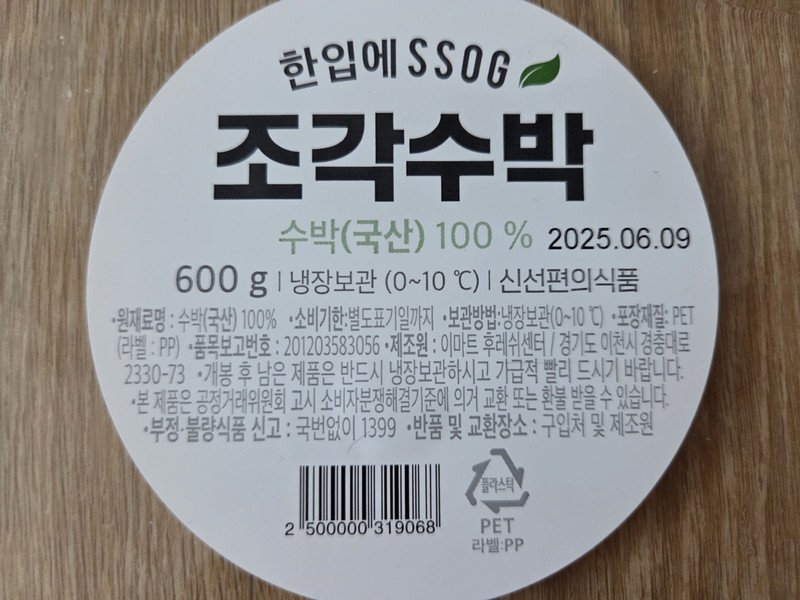 한입에 SSOG
조각수박
수박(국산) 100 % 2025.06.09
600 g | 냉장보관 (0~10 ℃) | 신선편의식품
•원재료명 : 수박(국산) 100% •소비기한:별도표기일까지 •보관방법:냉장보관(0~10 ℃) •포장재질: PET
(라벨 : PP) •품목보고번호 : 201203583056 •제조원 : 이마트 후레쉬센터 / 경기도 이천시 경충대로
2330-73 •개봉 후 남은 제품은 반드시 냉장보관하시고 가급적 빨리 드시기 바랍니다.
•본 제품은 공정거래위원회 고시 소비자분쟁해결기준에 의거 교환 또는 환불 받을 수 있습니다.
•부정·불량식품 신고 : 국번없이 1399 •반품 및 교환장소 : 구입처 및 제조원
플라스틱
2 500000 319068
PET
라벨:PP